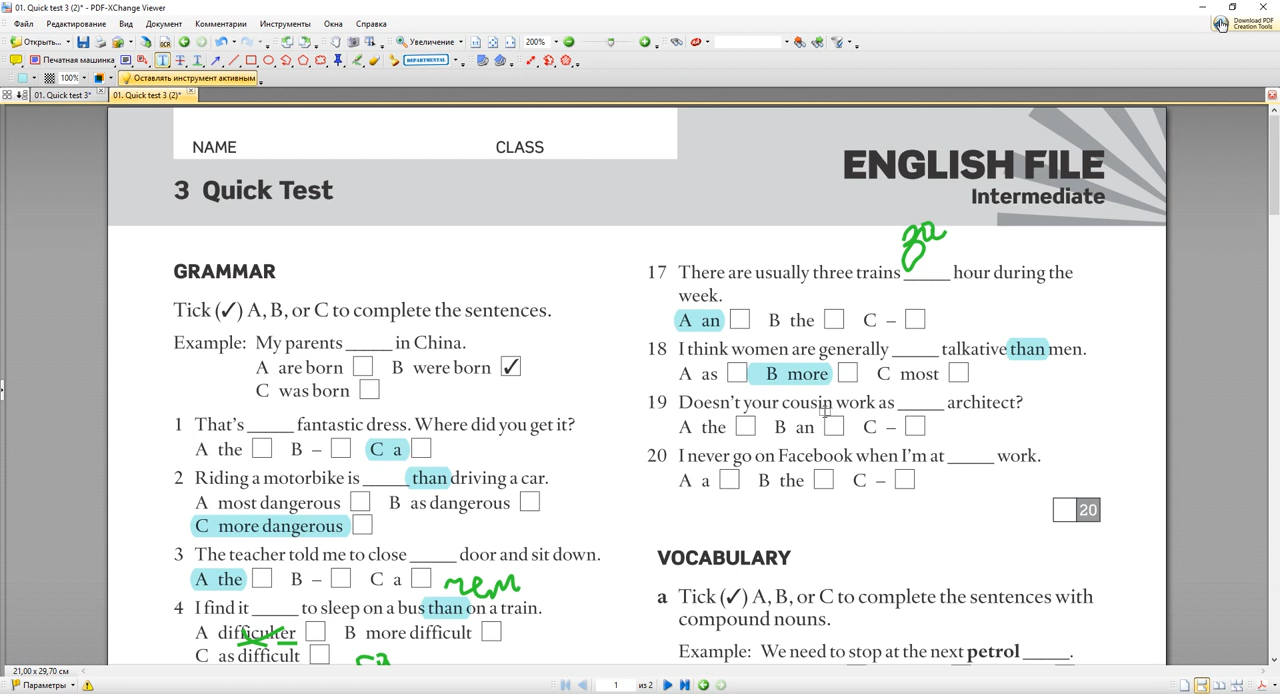 01. Quick test 3 (2)* - PDF-XChange Viewer
Файл Редактирование Вид Документ Комментарии Инструменты Окна Справка
Download PDF Creation Tools
Открыть... OCR Увеличение 200%
Печатная машинка DEPARTMENTAL
100% Оставлять инструмент активным
01. Quick test 3* 01. Quick test 3 (2)*
NAME CLASS
3 Quick Test
ENGLISH FILE
Intermediate
GRAMMAR
Tick (✓) A, B, or C to complete the sentences.
Example: My parents _____ in China.
A are born B were born ✓
C was born
1 That's _____ fantastic dress. Where did you get it?
A the B – C a
2 Riding a motorbike is _____ than driving a car.
A most dangerous B as dangerous
C more dangerous
3 The teacher told me to close _____ door and sit down.
A the B – C a
чем
4 I find it _____ to sleep on a bus than on a train.
A difficulter B more difficult
C as difficult
за
17 There are usually three trains _____ hour during the
week.
A an B the C –
18 I think women are generally _____ talkative than men.
A as B more C most
19 Doesn't your cousin work as _____ architect?
A the B an C –
20 I never go on Facebook when I'm at _____ work.
A a B the C –
20
VOCABULARY
a Tick (✓) A, B, or C to complete the sentences with
compound nouns.
Example: We need to stop at the next petrol _____.
21,00 x 29,70 см
Параметры 1 из 2